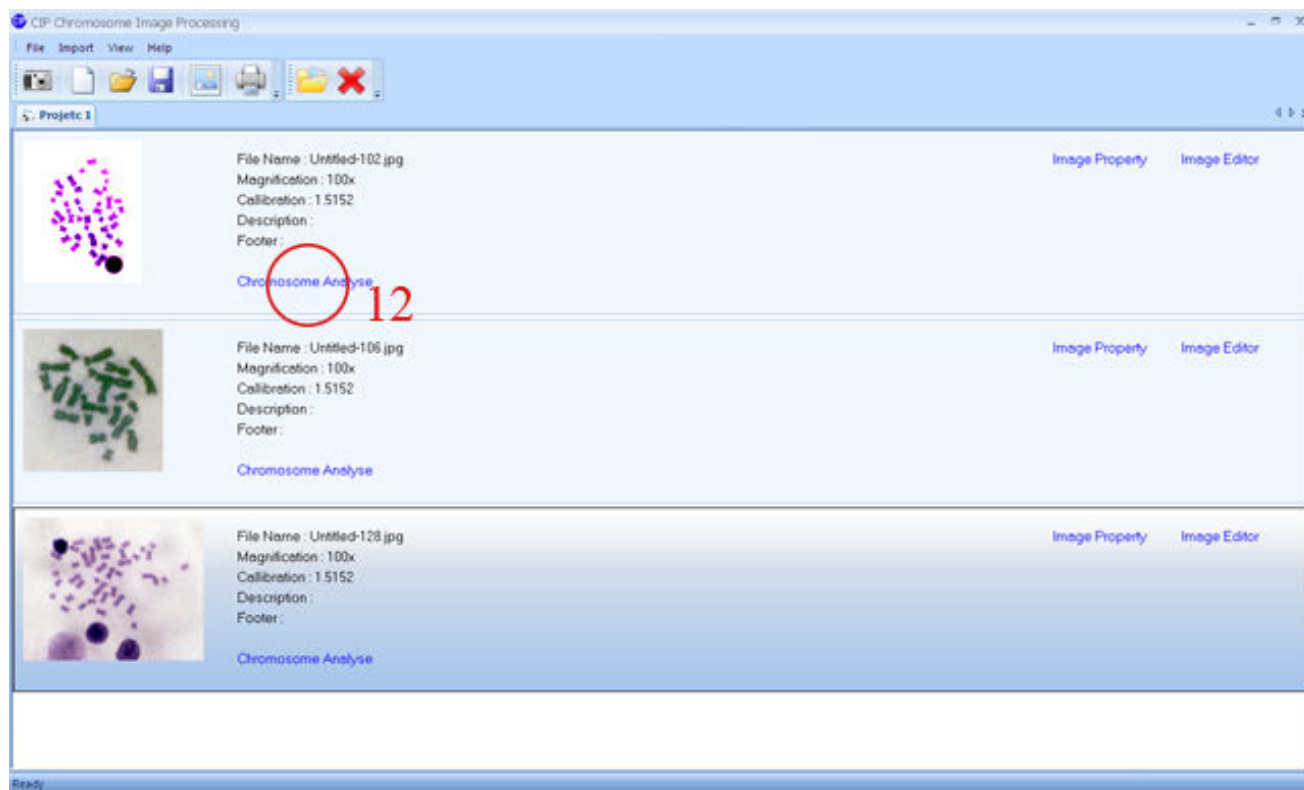 CIP Chromosome Image Processing
File Import View Help
Projetc 1
File Name : Untitled-102.jpg
Image Property Image Editor
Magnification : 100x
Callibration : 1.5152
Description :
Footer :
Chromosome Analyse
12
File Name : Untitled-106.jpg
Image Property Image Editor
Magnification : 100x
Callibration : 1.5152
Description :
Footer :
Chromosome Analyse
File Name : Untitled-128.jpg
Image Property Image Editor
Magnification : 100x
Callibration : 1.5152
Description :
Footer :
Chromosome Analyse
Ready